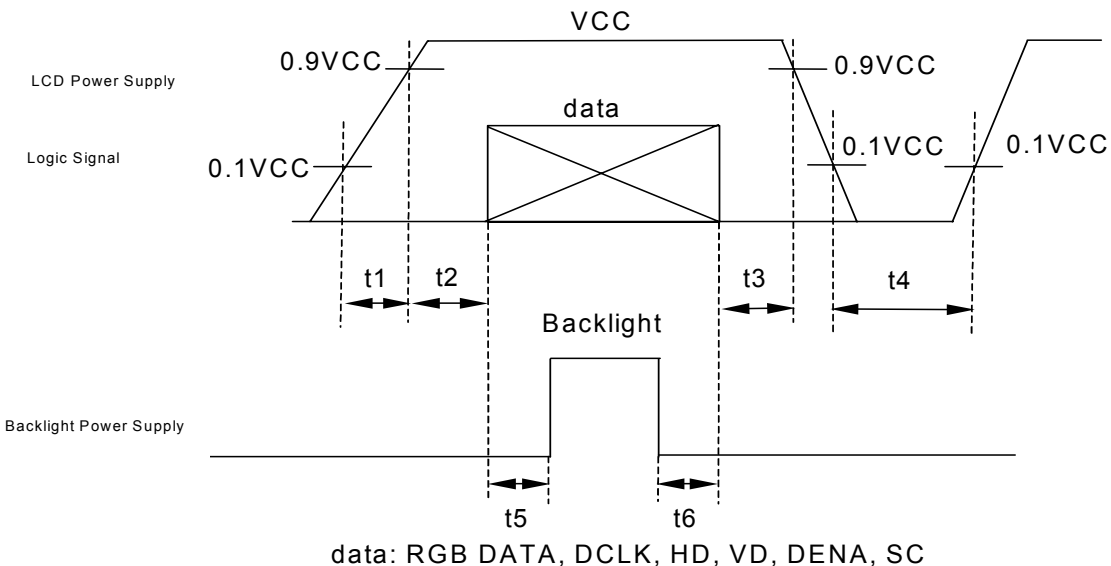 VCC
0.9VCC
0.9VCC
LCD Power Supply
data
Logic Signal
0.1VCC
0.1VCC
0.1VCC
t1
t2
t3
t4
Backlight
Backlight Power Supply
t5
t6
data: RGB DATA, DCLK, HD, VD, DENA, SC